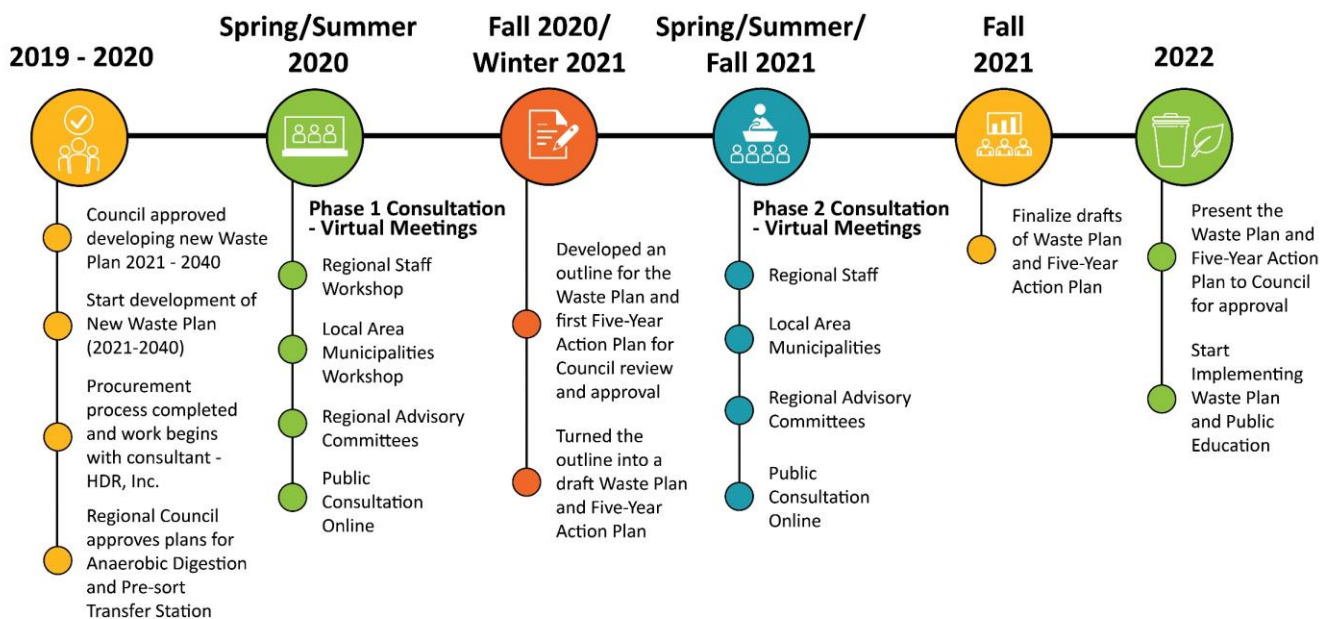 2019 - 2020
Council approved
developing new Waste
Plan 2021 - 2040
Start development of
New Waste Plan
(2021-2040)
Procurement
process completed
and work begins
with consultant -
HDR, Inc.
Regional Council
approves plans for
Anaerobic Digestion
and Pre-sort
Transfer Station
Spring/Summer
2020
Phase 1 Consultation
- Virtual Meetings
Regional Staff
Workshop
Local Area
Municipalities
Workshop
Regional Advisory
Committees
Public
Consultation
Online
Fall 2020/
Winter 2021
Developed an
outline for the
Waste Plan and
first Five-Year
Action Plan for
Council review
and approval
Turned the
outline into a
draft Waste Plan
and Five-Year
Action Plan
Spring/Summer/
Fall 2021
Phase 2 Consultation
- Virtual Meetings
Regional Staff
Local Area
Municipalities
Regional Advisory
Committees
Public
Consultation
Online
Fall
2021
Finalize drafts
of Waste Plan
and Five-Year
Action Plan
2022
Present the
Waste Plan and
Five-Year Action
Plan to Council
for approval
Start
Implementing
Waste Plan
and Public
Education